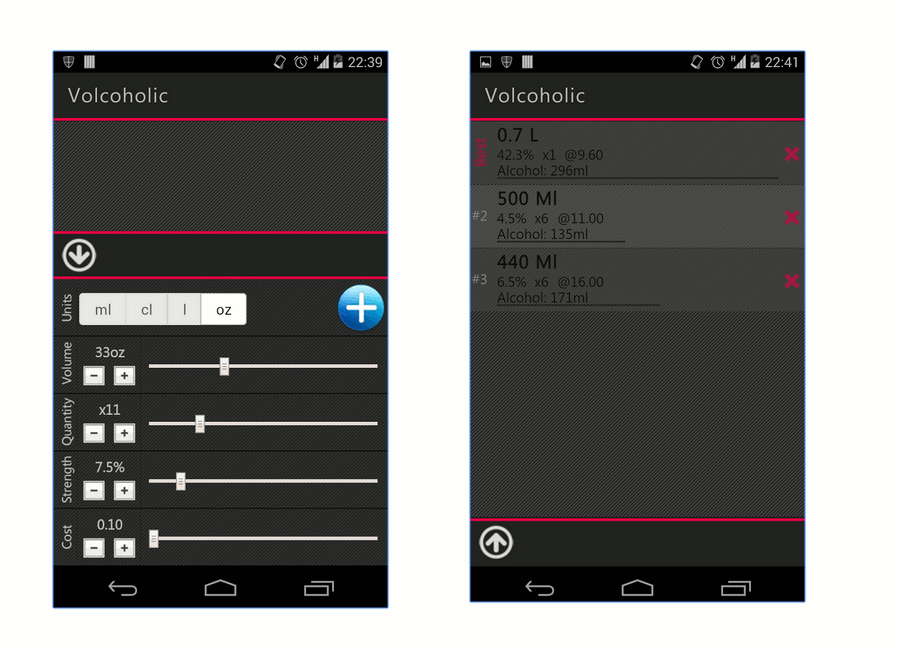 22:39
Volcoholic
Units
ml cl l oz
Volume
33oz
Quantity
x11
Strength
7.5%
Cost
0.10
H 22:41
Volcoholic
Best
0.7 L
42.3% x1 @9.60
Alcohol: 296ml
#2
500 Ml
4.5% x6 @11.00
Alcohol: 135ml
#3
440 Ml
6.5% x6 @16.00
Alcohol: 171ml